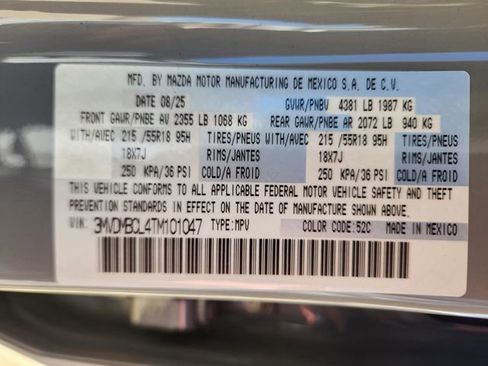 MFD. BY MAZDA MOTOR MANUFACTURING DE MEXICO S.A. DE C.V.
DATE 08/25 GVWR/PNBV 4381 LB 1987 KG
FRONT GAWR/PNBE AV 2355 LB 1068 KG REAR GAWR/PNBE AR 2072 LB 940 KG
WITH/AVEC 215 /55R18 95H TIRES/PNEUS WITH/AVEC 215 /55R18 95H TIRES/PNEUS
18X7J RIMS/JANTES 18X7J RIMS/JANTES
250 KPA/36 PSI COLD/A FROID 250 KPA/36 PSI COLD/A FROID
THIS VEHICLE CONFORMS TO ALL APPLICABLE FEDERAL MOTOR VEHICLE SAFETY AND THEFT
PREVENTION STANDARDS IN EFFECT ON THE DATE OF MANUFACTURE SHOWN ABOVE.
VIN: 3MVDMBCL4TM101047 TYPE:MPV COLOR CODE:52C MADE IN MEXICO